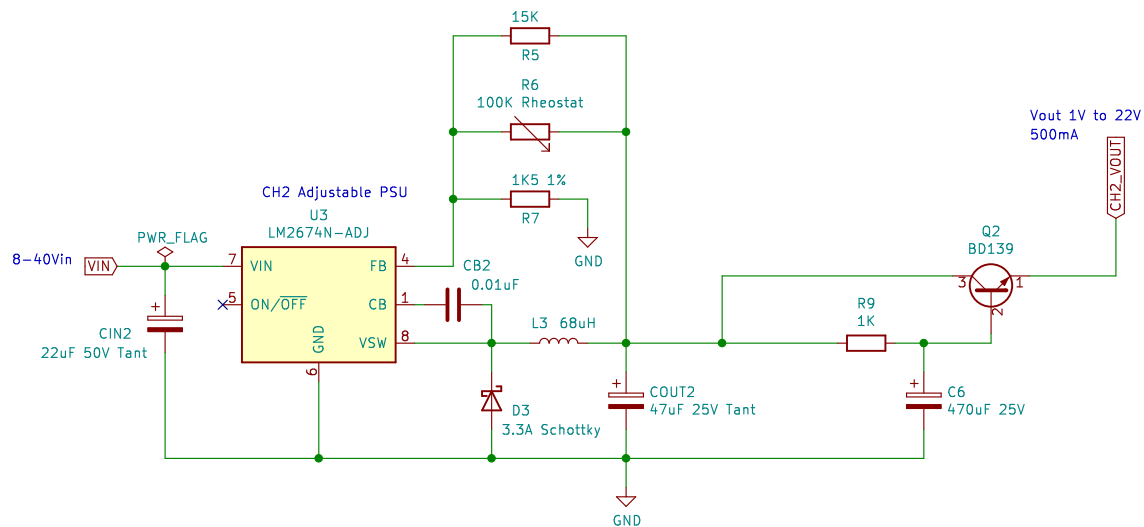 15K
R5
R6
100K Rheostat
Vout 1V to 22V
500mA
CH2_VOUT
1K5 1%
R7
CH2 Adjustable PSU
U3
LM2674N-ADJ
PWR_FLAG
8-40Vin
VIN
7
VIN
FB
4
GND
CB2
0.01uF
Q2
BD139
3
1
2
5
ON/OFF
CB
1
CIN2
22uF 50V Tant
GND
6
VSW
8
L3 68uH
R9
1K
D3
3.3A Schottky
COUT2
47uF 25V Tant
C6
470uF 25V
GND